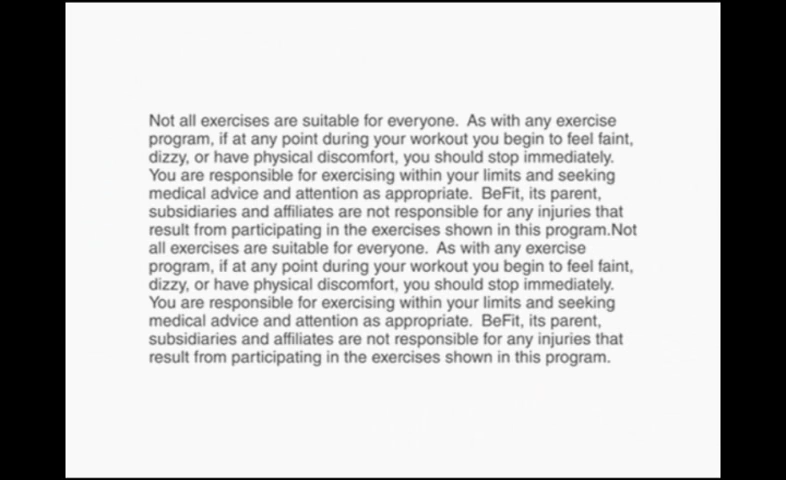 Not all exercises are suitable for everyone.  As with any exercise
program, if at any point during your workout you begin to feel faint,
dizzy, or have physical discomfort, you should stop immediately.
You are responsible for exercising within your limits and seeking
medical advice and attention as appropriate.  BeFit, its parent,
subsidiaries and affiliates are not responsible for any injuries that
result from participating in the exercises shown in this program.Not
all exercises are suitable for everyone.  As with any exercise
program, if at any point during your workout you begin to feel faint,
dizzy, or have physical discomfort, you should stop immediately.
You are responsible for exercising within your limits and seeking
medical advice and attention as appropriate.  BeFit, its parent,
subsidiaries and affiliates are not responsible for any injuries that
result from participating in the exercises shown in this program.